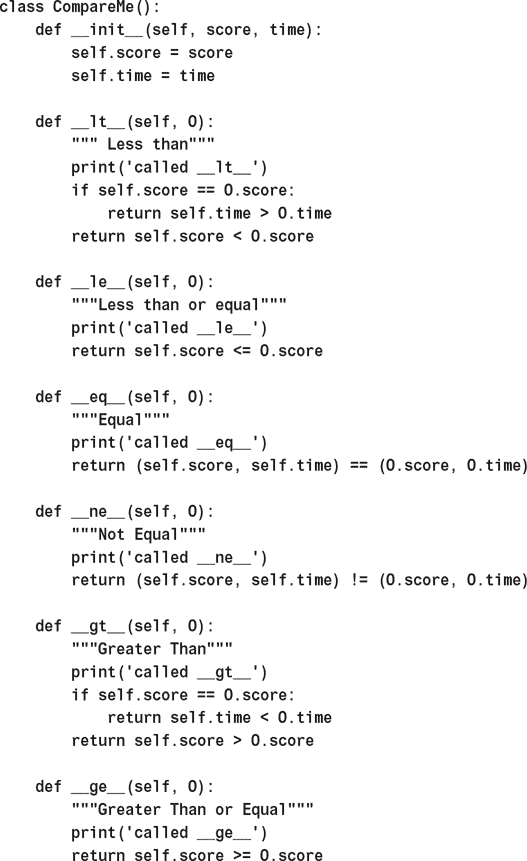 class CompareMe():
    def __init__(self, score, time):
        self.score = score
        self.time = time

    def __lt__(self, O):
        """ Less than"""
        print('called __lt__')
        if self.score == O.score:
            return self.time > O.time
        return self.score < O.score

    def __le__(self, O):
        """Less than or equal"""
        print('called __le__')
        return self.score <= O.score

    def __eq__(self, O):
        """Equal"""
        print('called __eq__')
        return (self.score, self.time) == (O.score, O.time)

    def __ne__(self, O):
        """Not Equal"""
        print('called __ne__')
        return (self.score, self.time) != (O.score, O.time)

    def __gt__(self, O):
        """Greater Than"""
        print('called __gt__')
        if self.score == O.score:
            return self.time < O.time
        return self.score > O.score

    def __ge__(self, O):
        """Greater Than or Equal"""
        print('called __ge__')
        return self.score >= O.score